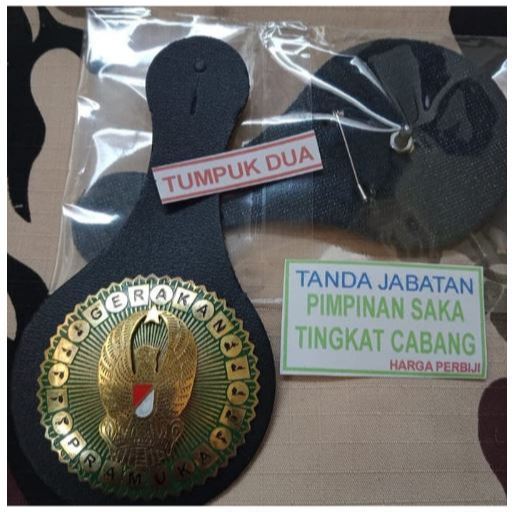 TUMPUK DUA
TANDA JABATAN
PIMPINAN SAKA
TINGKAT CABANG
HARGA PERBIJI
GERAKAN
PRAMUKA